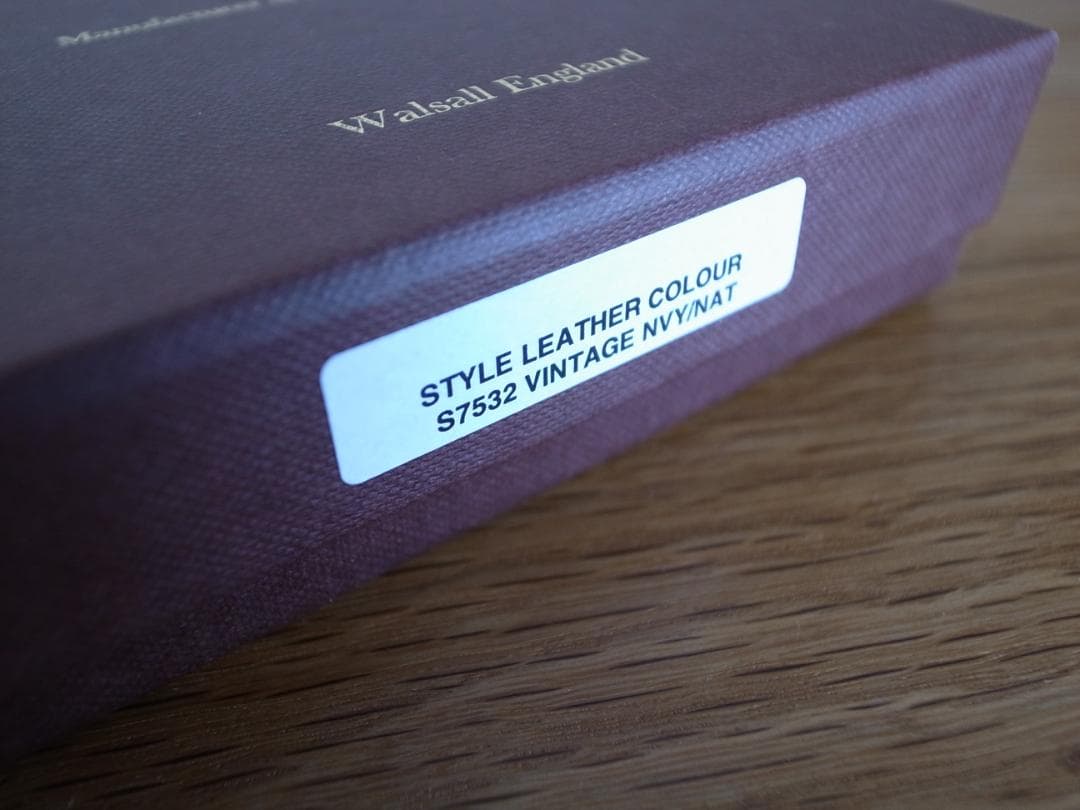 Walsall England
STYLE LEATHER COLOUR
S7532 VINTAGE NVY/NAT